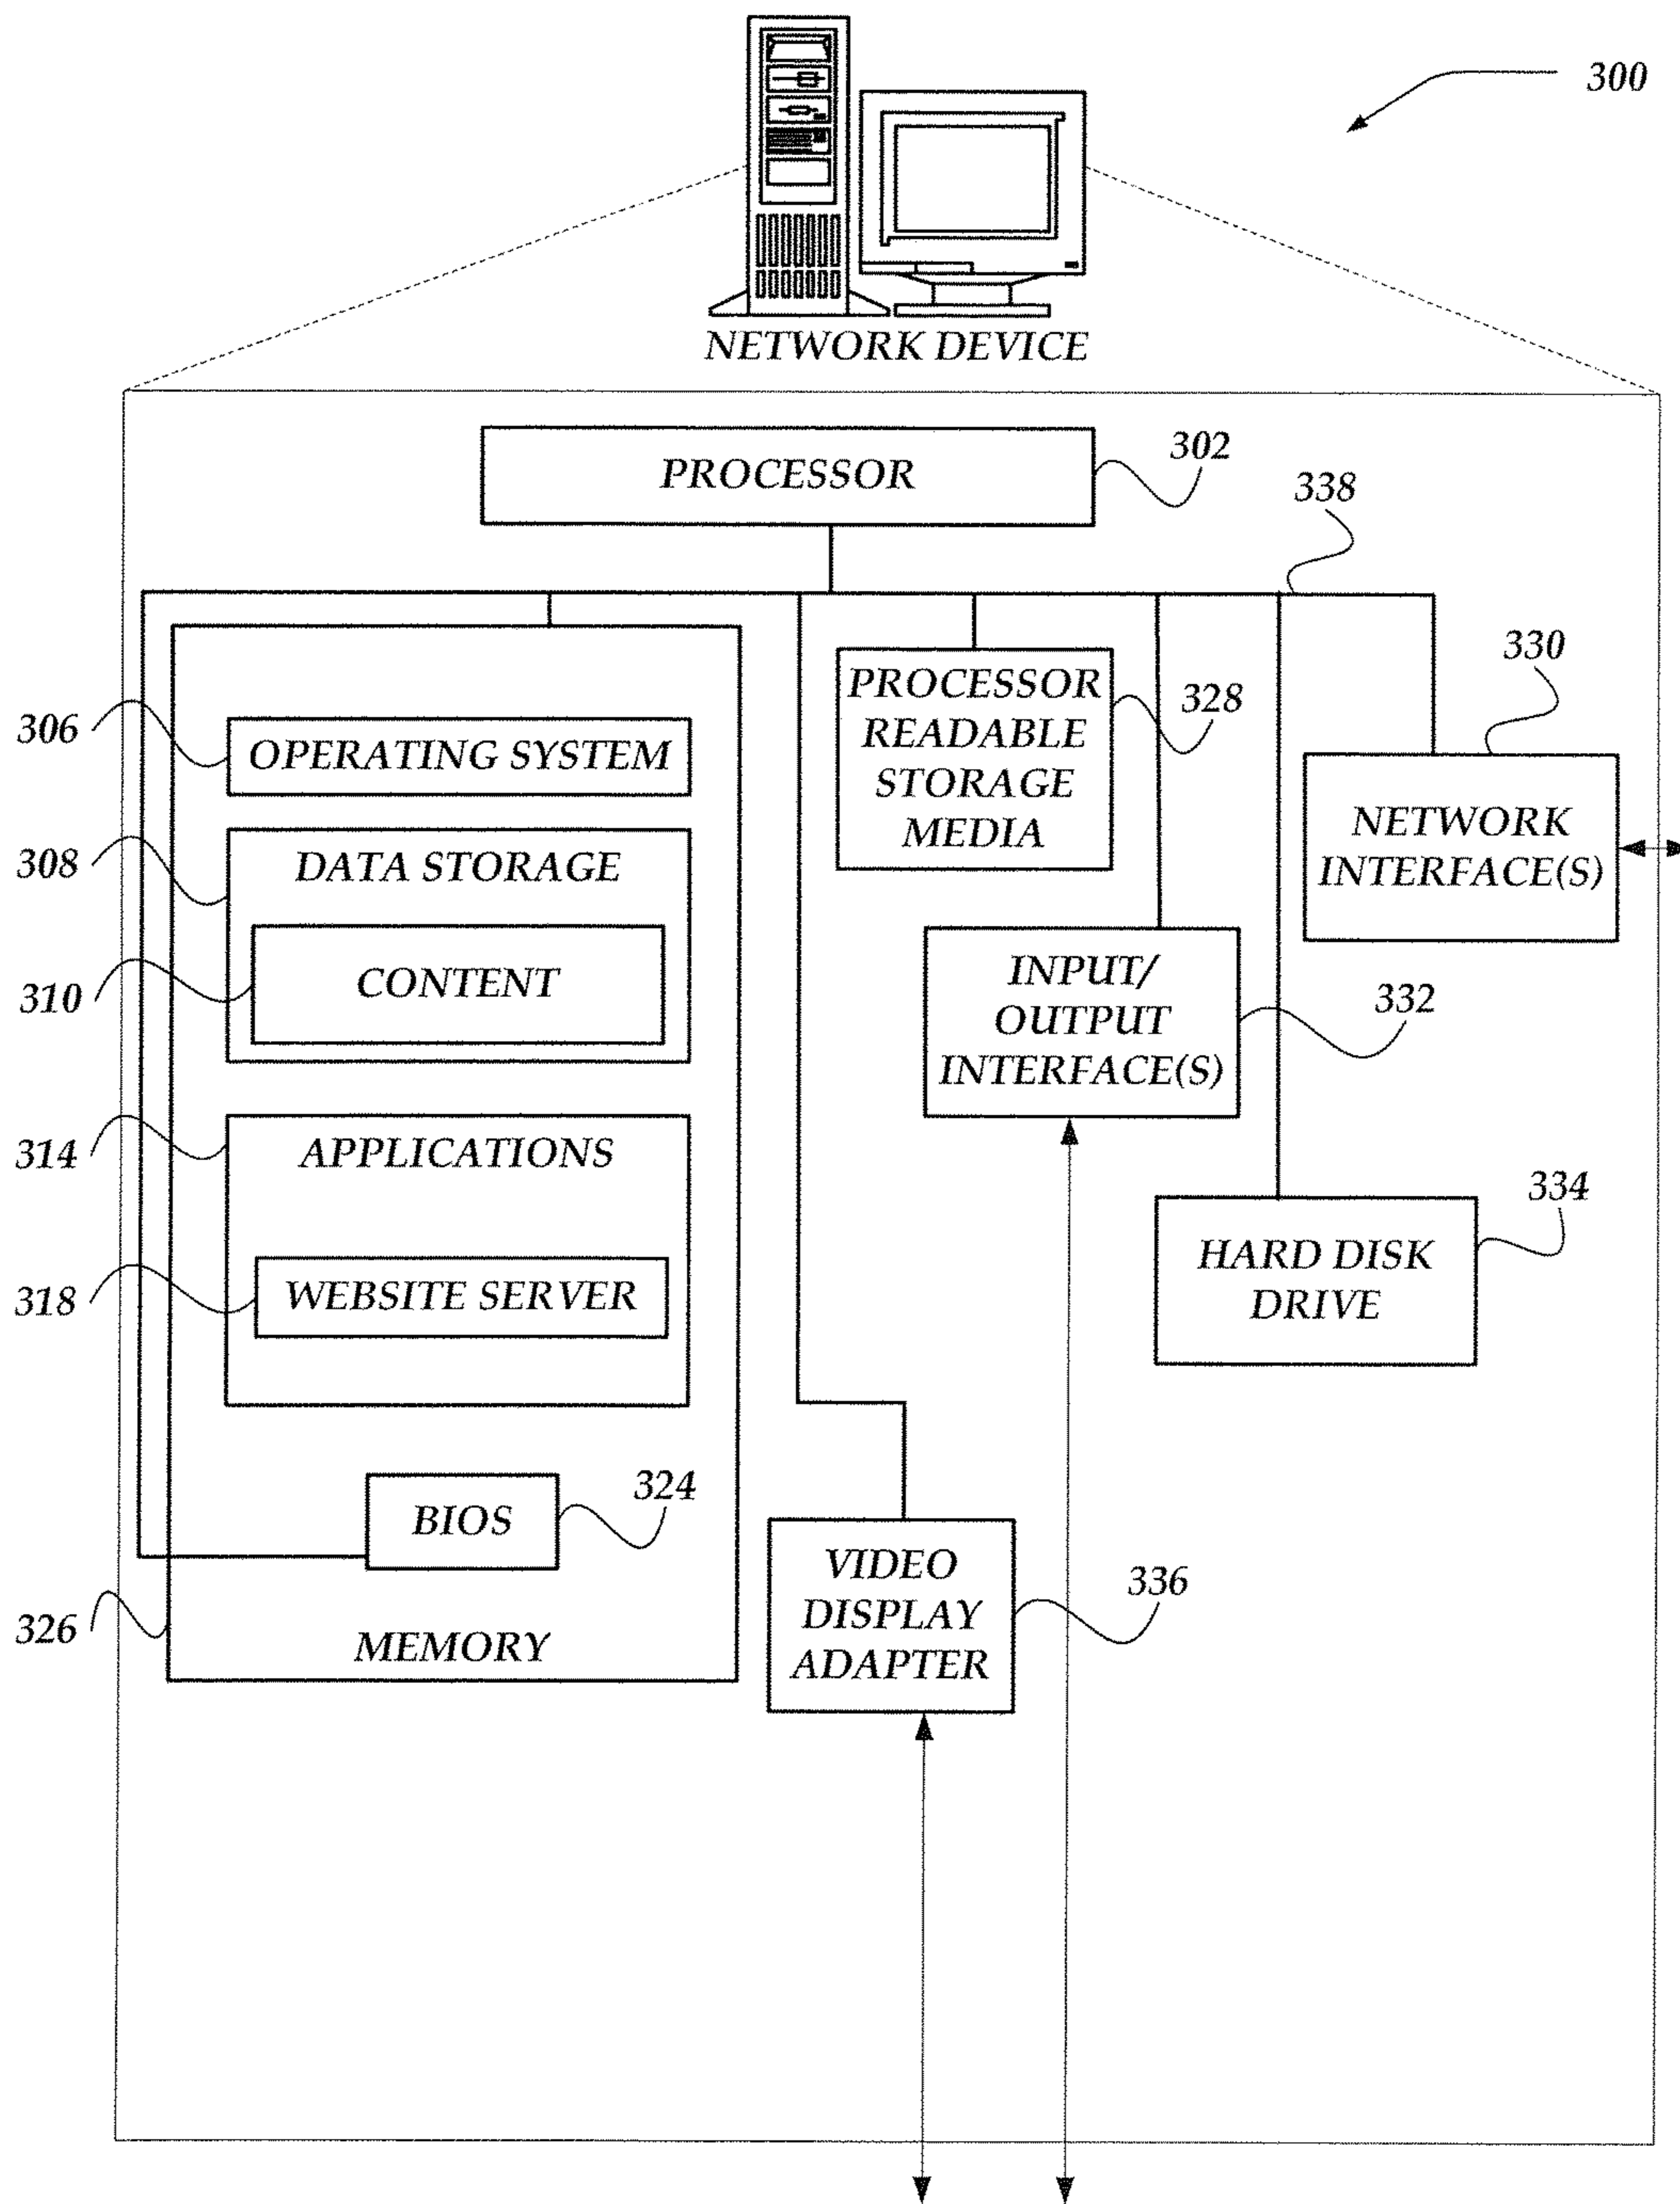 300
NETWORK DEVICE
PROCESSOR
302
338
330
PROCESSOR
READABLE
STORAGE
MEDIA
328
306
OPERATING SYSTEM
NETWORK
INTERFACE(S)
308
DATA STORAGE
310
CONTENT
INPUT/
OUTPUT
INTERFACE(S)
332
314
APPLICATIONS
334
HARD DISK
DRIVE
318
WEBSITE SERVER
324
BIOS
VIDEO
DISPLAY
ADAPTER
336
326
MEMORY